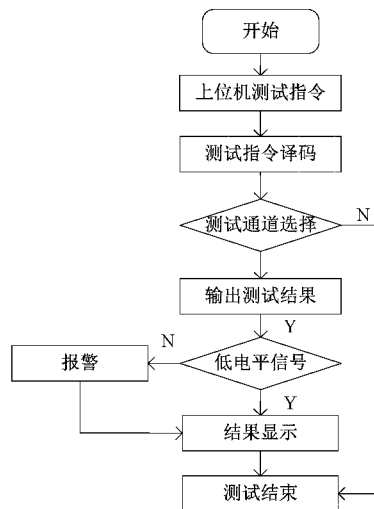 开始
上位机测试指令
测试指令译码
测试通道选择
N
输出测试结果
Y
N
报警
低电平信号
Y
结果显示
测试结束